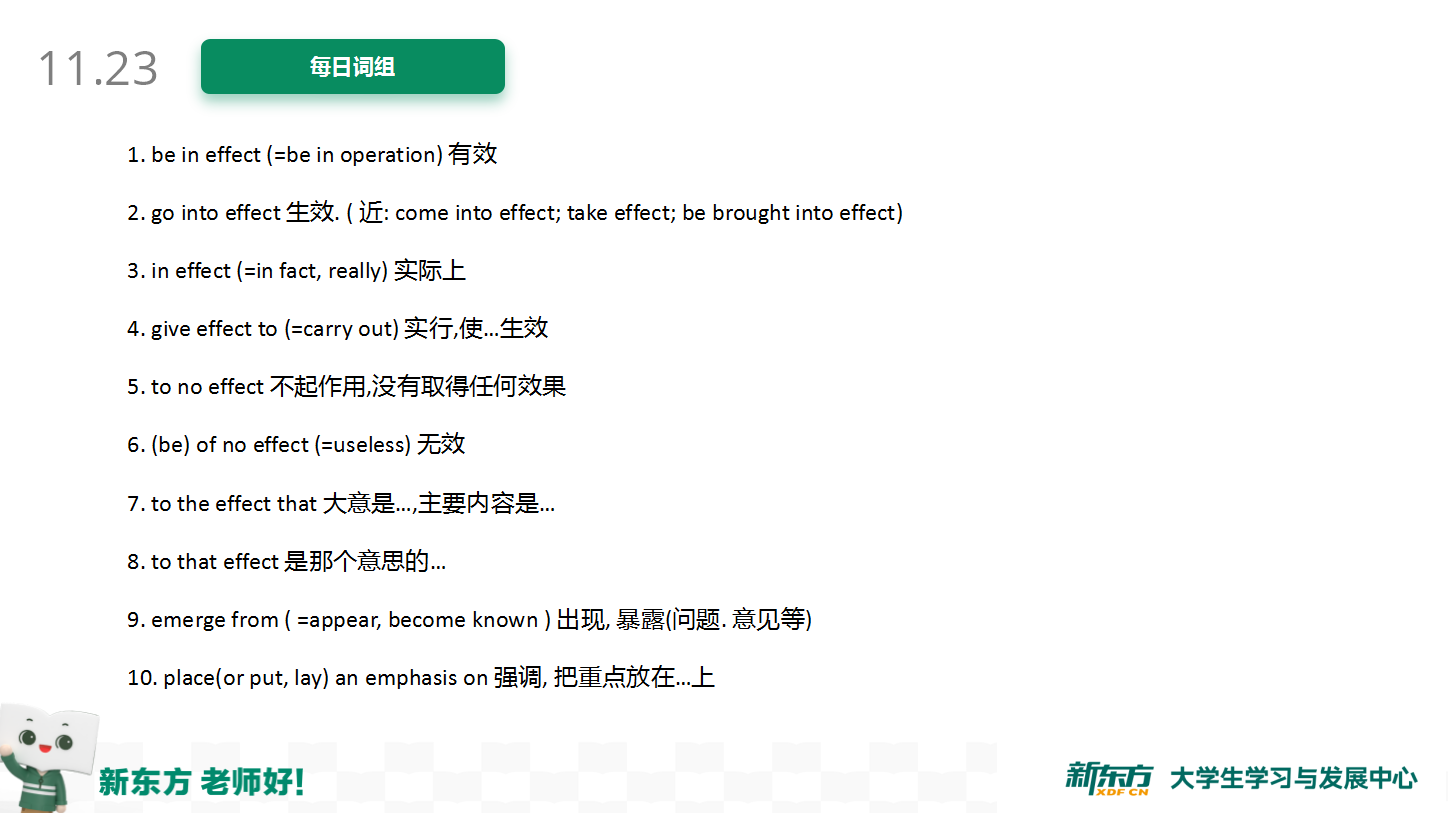 11.23
每日词组
1. be in effect (=be in operation) 有效
2. go into effect 生效. ( 近: come into effect; take effect; be brought into effect)
3. in effect (=in fact, really) 实际上
4. give effect to (=carry out) 实行,使...生效
5. to no effect 不起作用,没有取得任何效果
6. (be) of no effect (=useless) 无效
7. to the effect that 大意是...,主要内容是...
8. to that effect 是那个意思的...
9. emerge from ( =appear, become known ) 出现, 暴露(问题. 意见等)
10. place(or put, lay) an emphasis on 强调, 把重点放在...上
新东方 老师好!
新东方 XDF.CN 大学生学习与发展中心